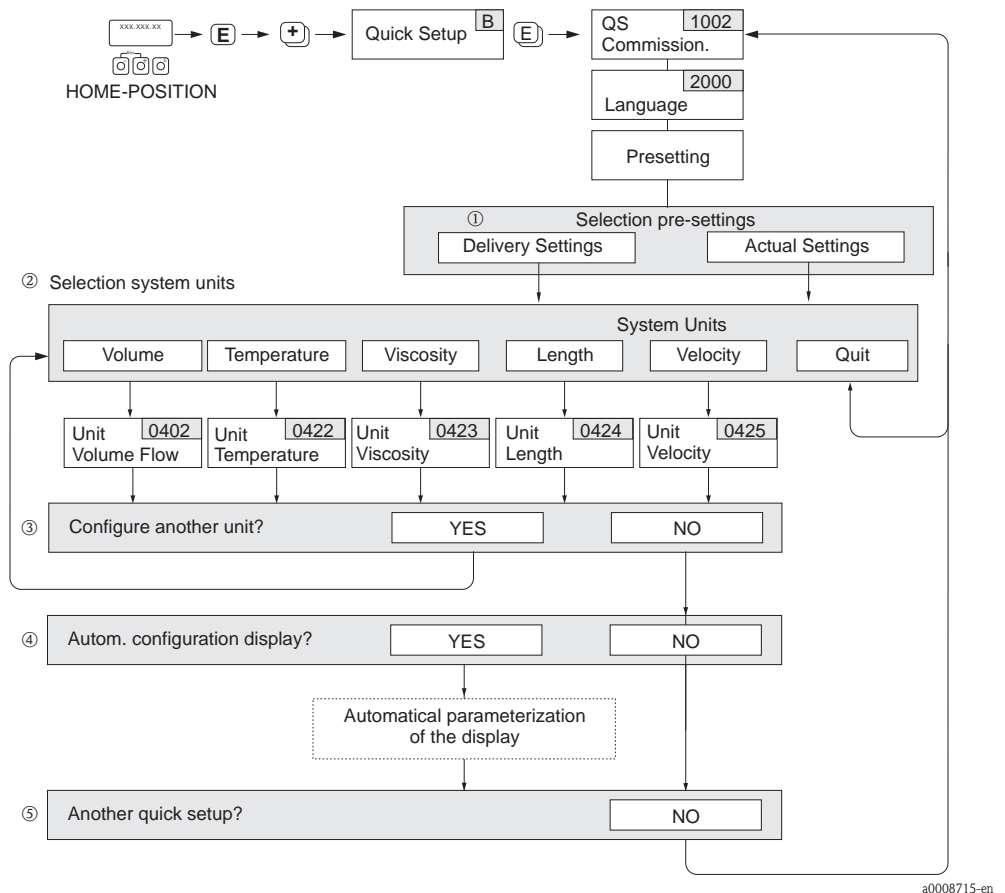 xxx.xxx.xx
Esc
E
+
Quick Setup B
E
QS 1002
Commission.
HOME-POSITION
2000
Language
Presetting
① Selection pre-settings
Delivery Settings Actual Settings
② Selection system units
System Units
Volume Temperature Viscosity Length Velocity Quit
Unit 0402
Volume Flow
Unit 0422
Temperature
Unit 0423
Viscosity
Unit 0424
Length
Unit 0425
Velocity
③ Configure another unit? YES NO
④ Autom. configuration display? YES NO
Automatical parameterization
of the display
⑤ Another quick setup? NO
a0008715-en